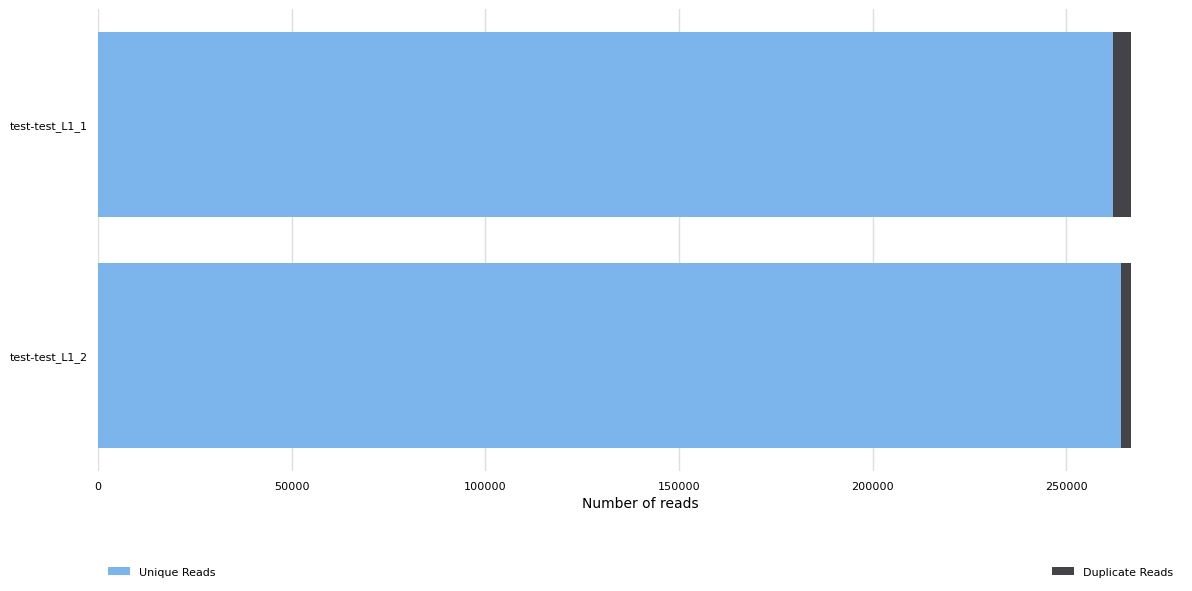 test-test_L1_1
test-test_L1_2
0 50000 100000 150000 200000 250000
Number of reads
Unique Reads Duplicate Reads